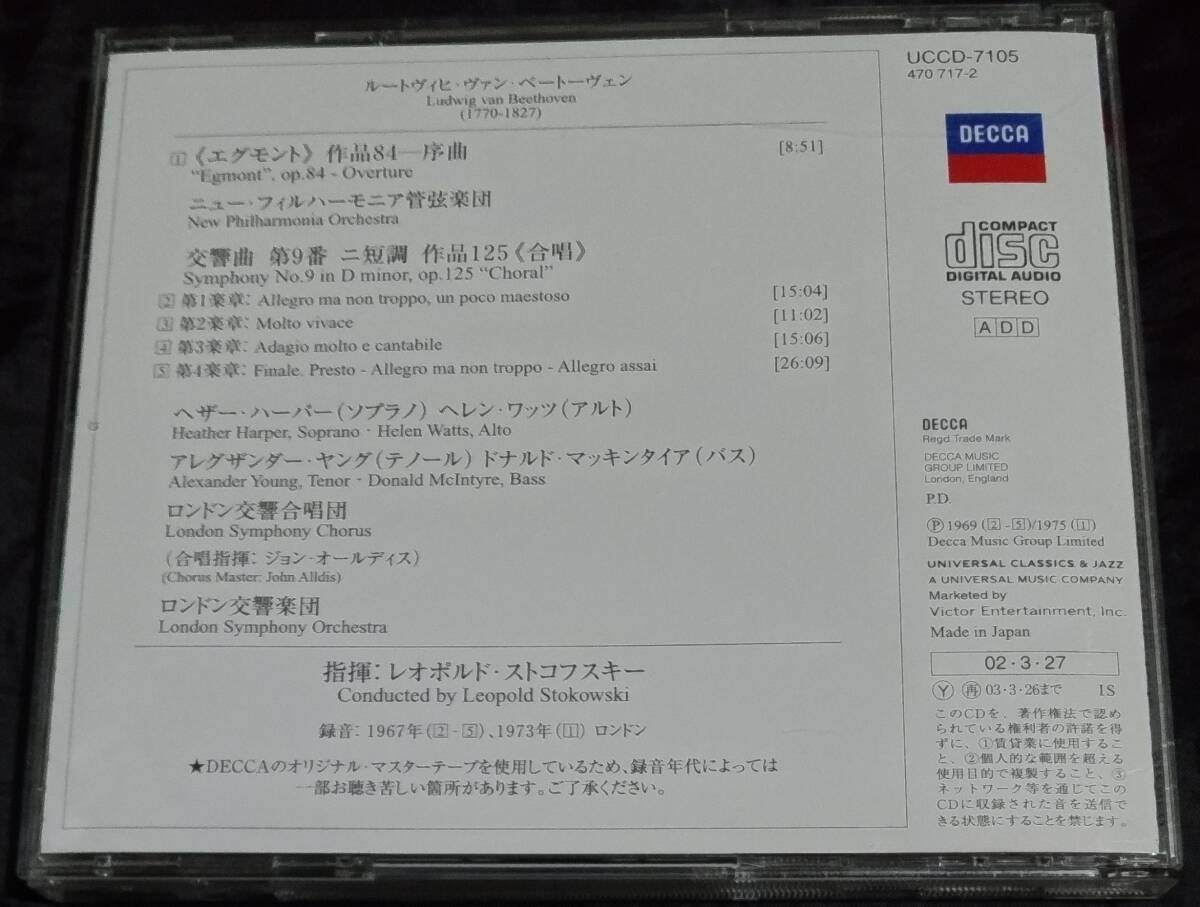 ルートヴィヒ・ヴァン・ベートーヴェン
Ludwig van Beethoven
(1770-1827)
1 《エグモント》 作品84—序曲 [8:51]
"Egmont", op.84 - Overture
ニュー・フィルハーモニア管弦楽団
New Philharmonia Orchestra
交響曲 第9番 ニ短調 作品125《合唱》
Symphony No.9 in D minor, op.125 "Choral"
2 第1楽章: Allegro ma non troppo, un poco maestoso [15:04]
3 第2楽章: Molto vivace [11:02]
4 第3楽章: Adagio molto e cantabile [15:06]
5 第4楽章: Finale. Presto - Allegro ma non troppo - Allegro assai [26:09]
ヘザー・ハーパー(ソプラノ) ヘレン・ワッツ(アルト)
Heather Harper, Soprano · Helen Watts, Alto
アレグザンダー・ヤング(テノール) ドナルド・マッキンタイア(バス)
Alexander Young, Tenor · Donald McIntyre, Bass
ロンドン交響合唱団
London Symphony Chorus
(合唱指揮: ジョン・オールディス)
(Chorus Master: John Alldis)
ロンドン交響楽団
London Symphony Orchestra
指揮: レオポルド・ストコフスキー
Conducted by Leopold Stokowski
録音: 1967年(2-5)、1973年(1) ロンドン
★DECCAのオリジナル・マスターテープを使用しているため、録音年代によっては
一部お聴き苦しい箇所があります。ご了承ください。
UCCD-7105
470 717-2
DECCA
COMPACT
disc
DIGITAL AUDIO
STEREO
ADD
DECCA
Regd. Trade Mark
DECCA MUSIC
GROUP LIMITED
London, England
P.D.
Ⓟ1969 (2-5)/1975 (1)
Decca Music Group Limited
UNIVERSAL CLASSICS & JAZZ
A UNIVERSAL MUSIC COMPANY
Marketed by
Victor Entertainment, Inc.
Made in Japan
02・3・27
Ⓨ 再 03・3・26まで 1S
このCDを、著作権法で認め
られている権利者の許諾を得
ずに、①賃貸業に使用するこ
と、②個人的な範囲を超える
使用目的で複製すること、③
ネットワーク等を通じてこの
CDに収録された音を送信で
きる状態にすることを禁じます。